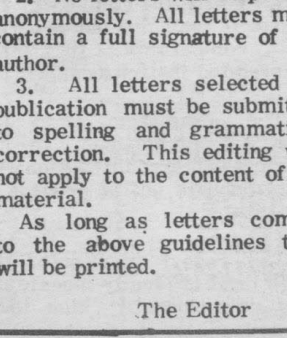 anonymously. All letters m
contain a full signature of
author.
3. All letters selected
publication must be submit
to spelling and grammati
correction. This editing
not apply to the content of
material.
As long as letters com
to the above guidelines t
will be printed.
The Editor